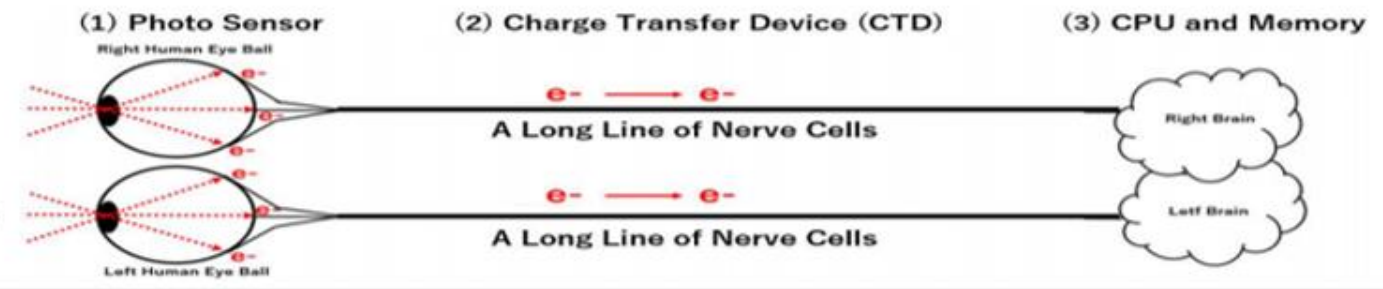 (1) Photo Sensor (2) Charge Transfer Device (CTD) (3) CPU and Memory
Right Human Eye Ball
e-
e- e-
Right Brain
e-
A Long Line of Nerve Cells
e-
e-
e- e-
e-
Letf Brain
A Long Line of Nerve Cells
e-
Left Human Eye Ball